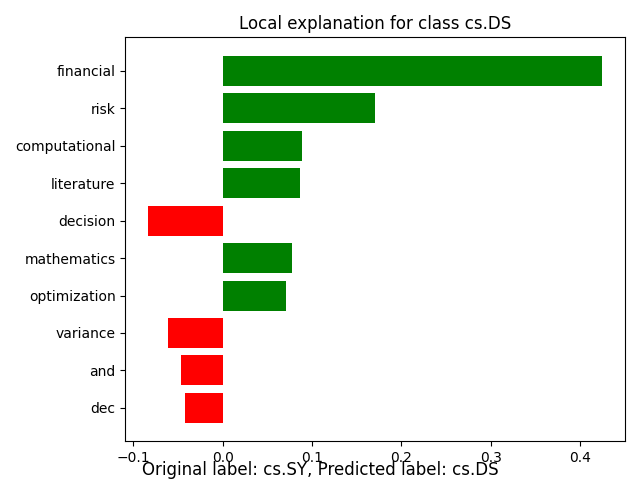 Local explanation for class cs.DS
financial
risk
computational
literature
decision
mathematics
optimization
variance
and
dec
−0.1 0.0 0.1 0.2 0.3 0.4
Original label: cs.SY, Predicted label: cs.DS